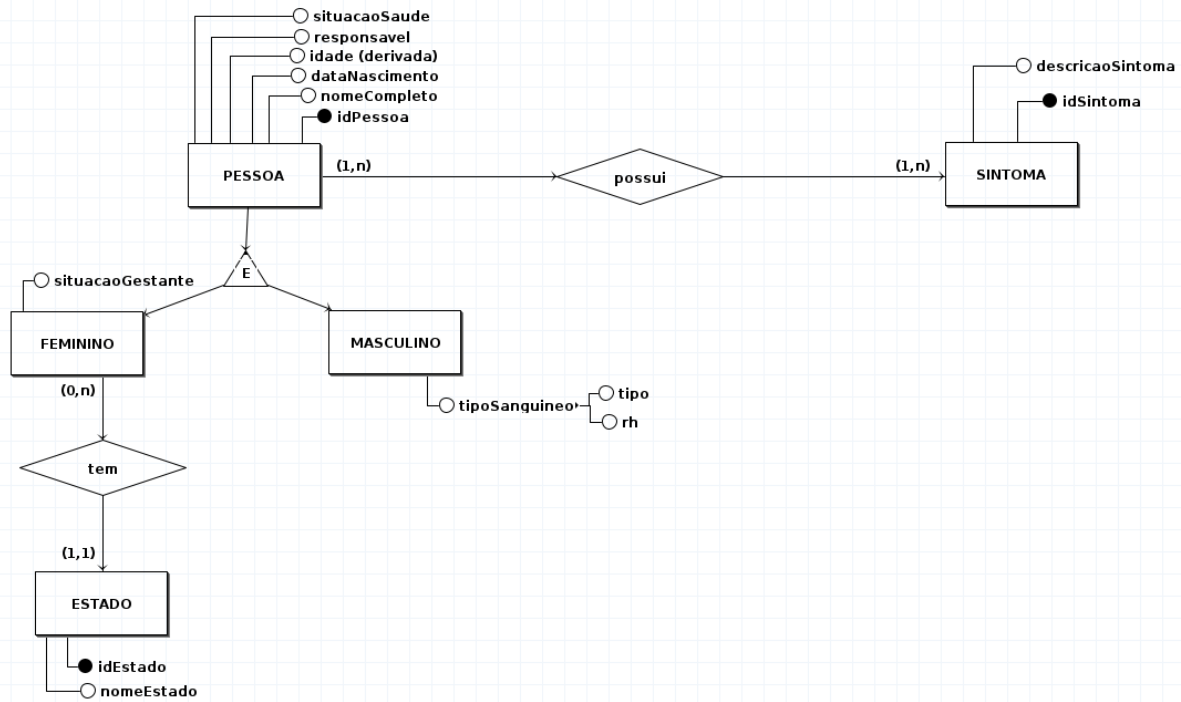 situacaoSaude
responsavel
idade (derivada)
dataNascimento
nomeCompleto
idPessoa
descricaoSintoma
idSintoma
PESSOA
(1,n)
possui
(1,n)
SINTOMA
E
situacaoGestante
FEMININO
MASCULINO
(0,n)
tipoSanguineo
tipo
rh
tem
(1,1)
ESTADO
idEstado
nomeEstado